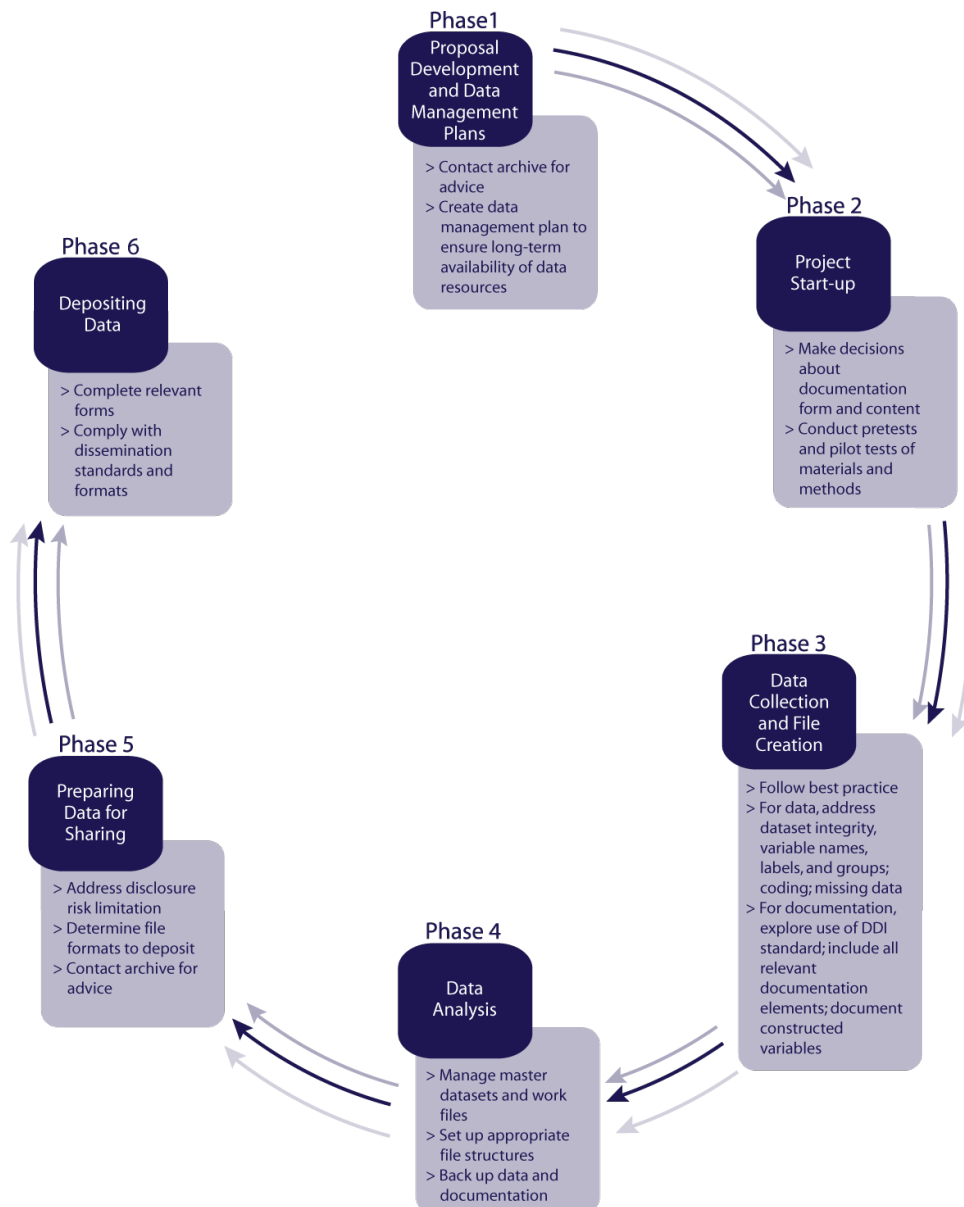 Phase1
Proposal
Development
and Data
Management
Plans
> Contact archive for
advice
> Create data
management plan to
ensure long-term
availability of data
resources
Phase 2
Project
Start-up
> Make decisions
about
documentation
form and content
> Conduct pretests
and pilot tests of
materials and
methods
Phase 3
Data
Collection
and File
Creation
> Follow best practice
> For data, address
dataset integrity,
variable names,
labels, and groups;
coding; missing data
> For documentation,
explore use of DDI
standard; include all
relevant
documentation
elements; document
constructed
variables
Phase 4
Data
Analysis
> Manage master
datasets and work
files
> Set up appropriate
file structures
> Back up data and
documentation
Phase 5
Preparing
Data for
Sharing
> Address disclosure
risk limitation
> Determine file
formats to deposit
> Contact archive for
advice
Phase 6
Depositing
Data
> Complete relevant
forms
> Comply with
dissemination
standards and
formats